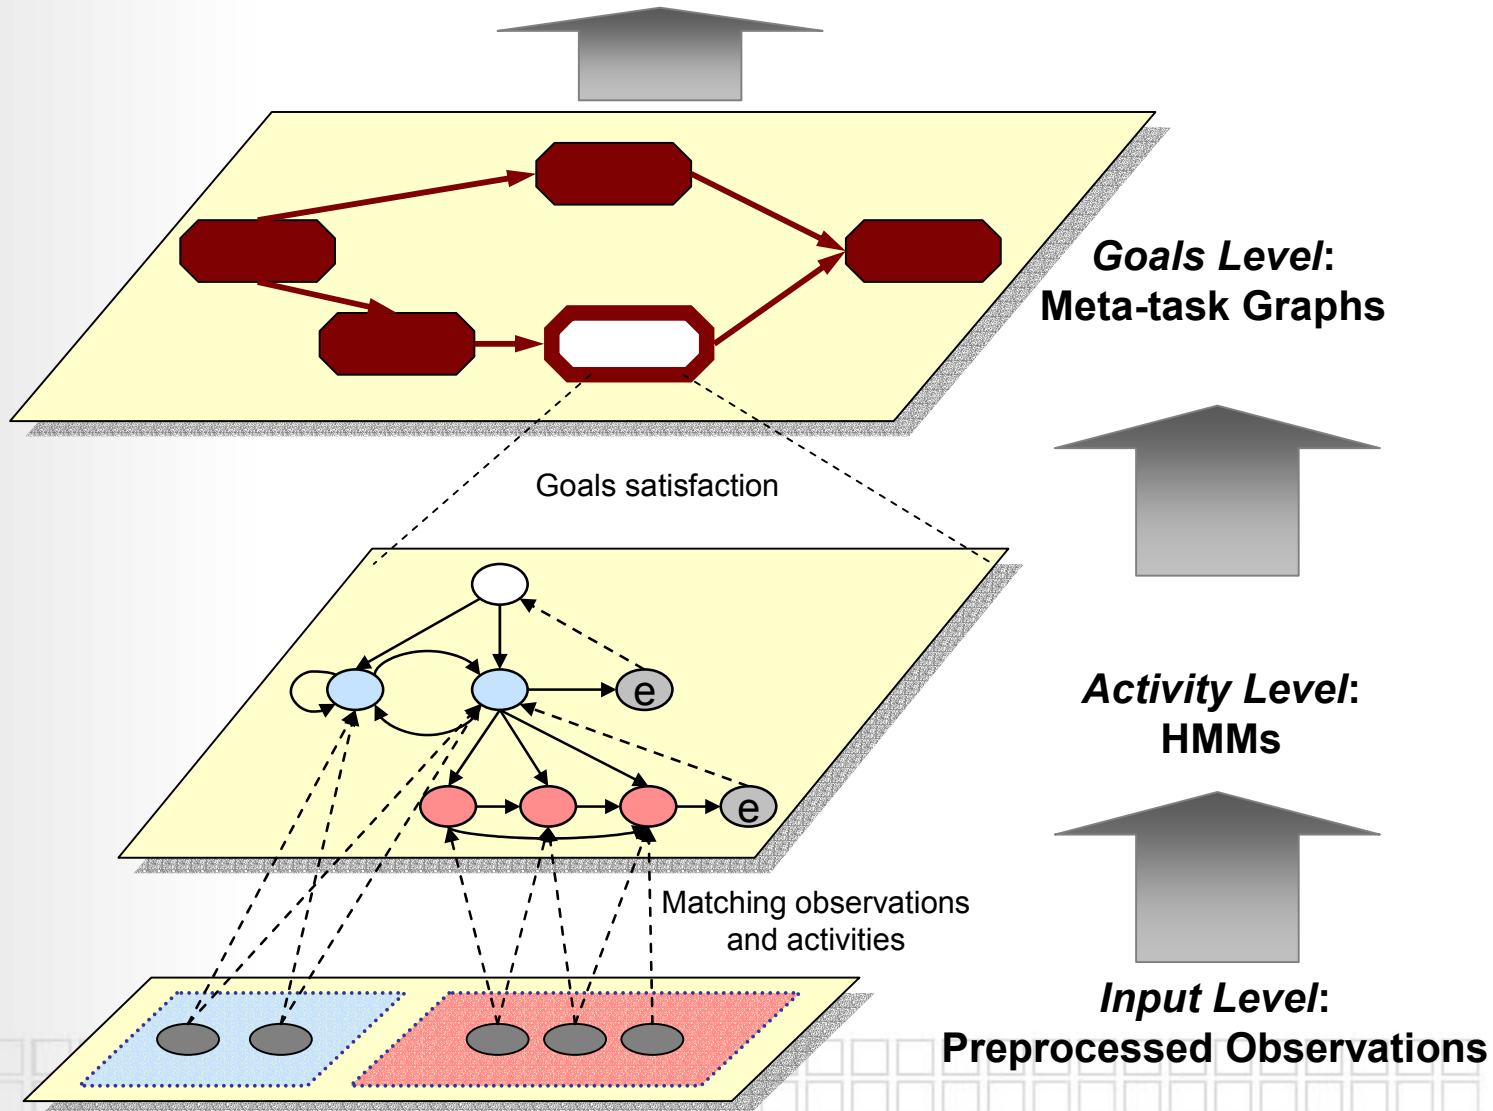 Goals Level:
Meta-task Graphs
Goals satisfaction
e
Activity Level:
HMMs
e
Matching observations
and activities
Input Level:
Preprocessed Observations